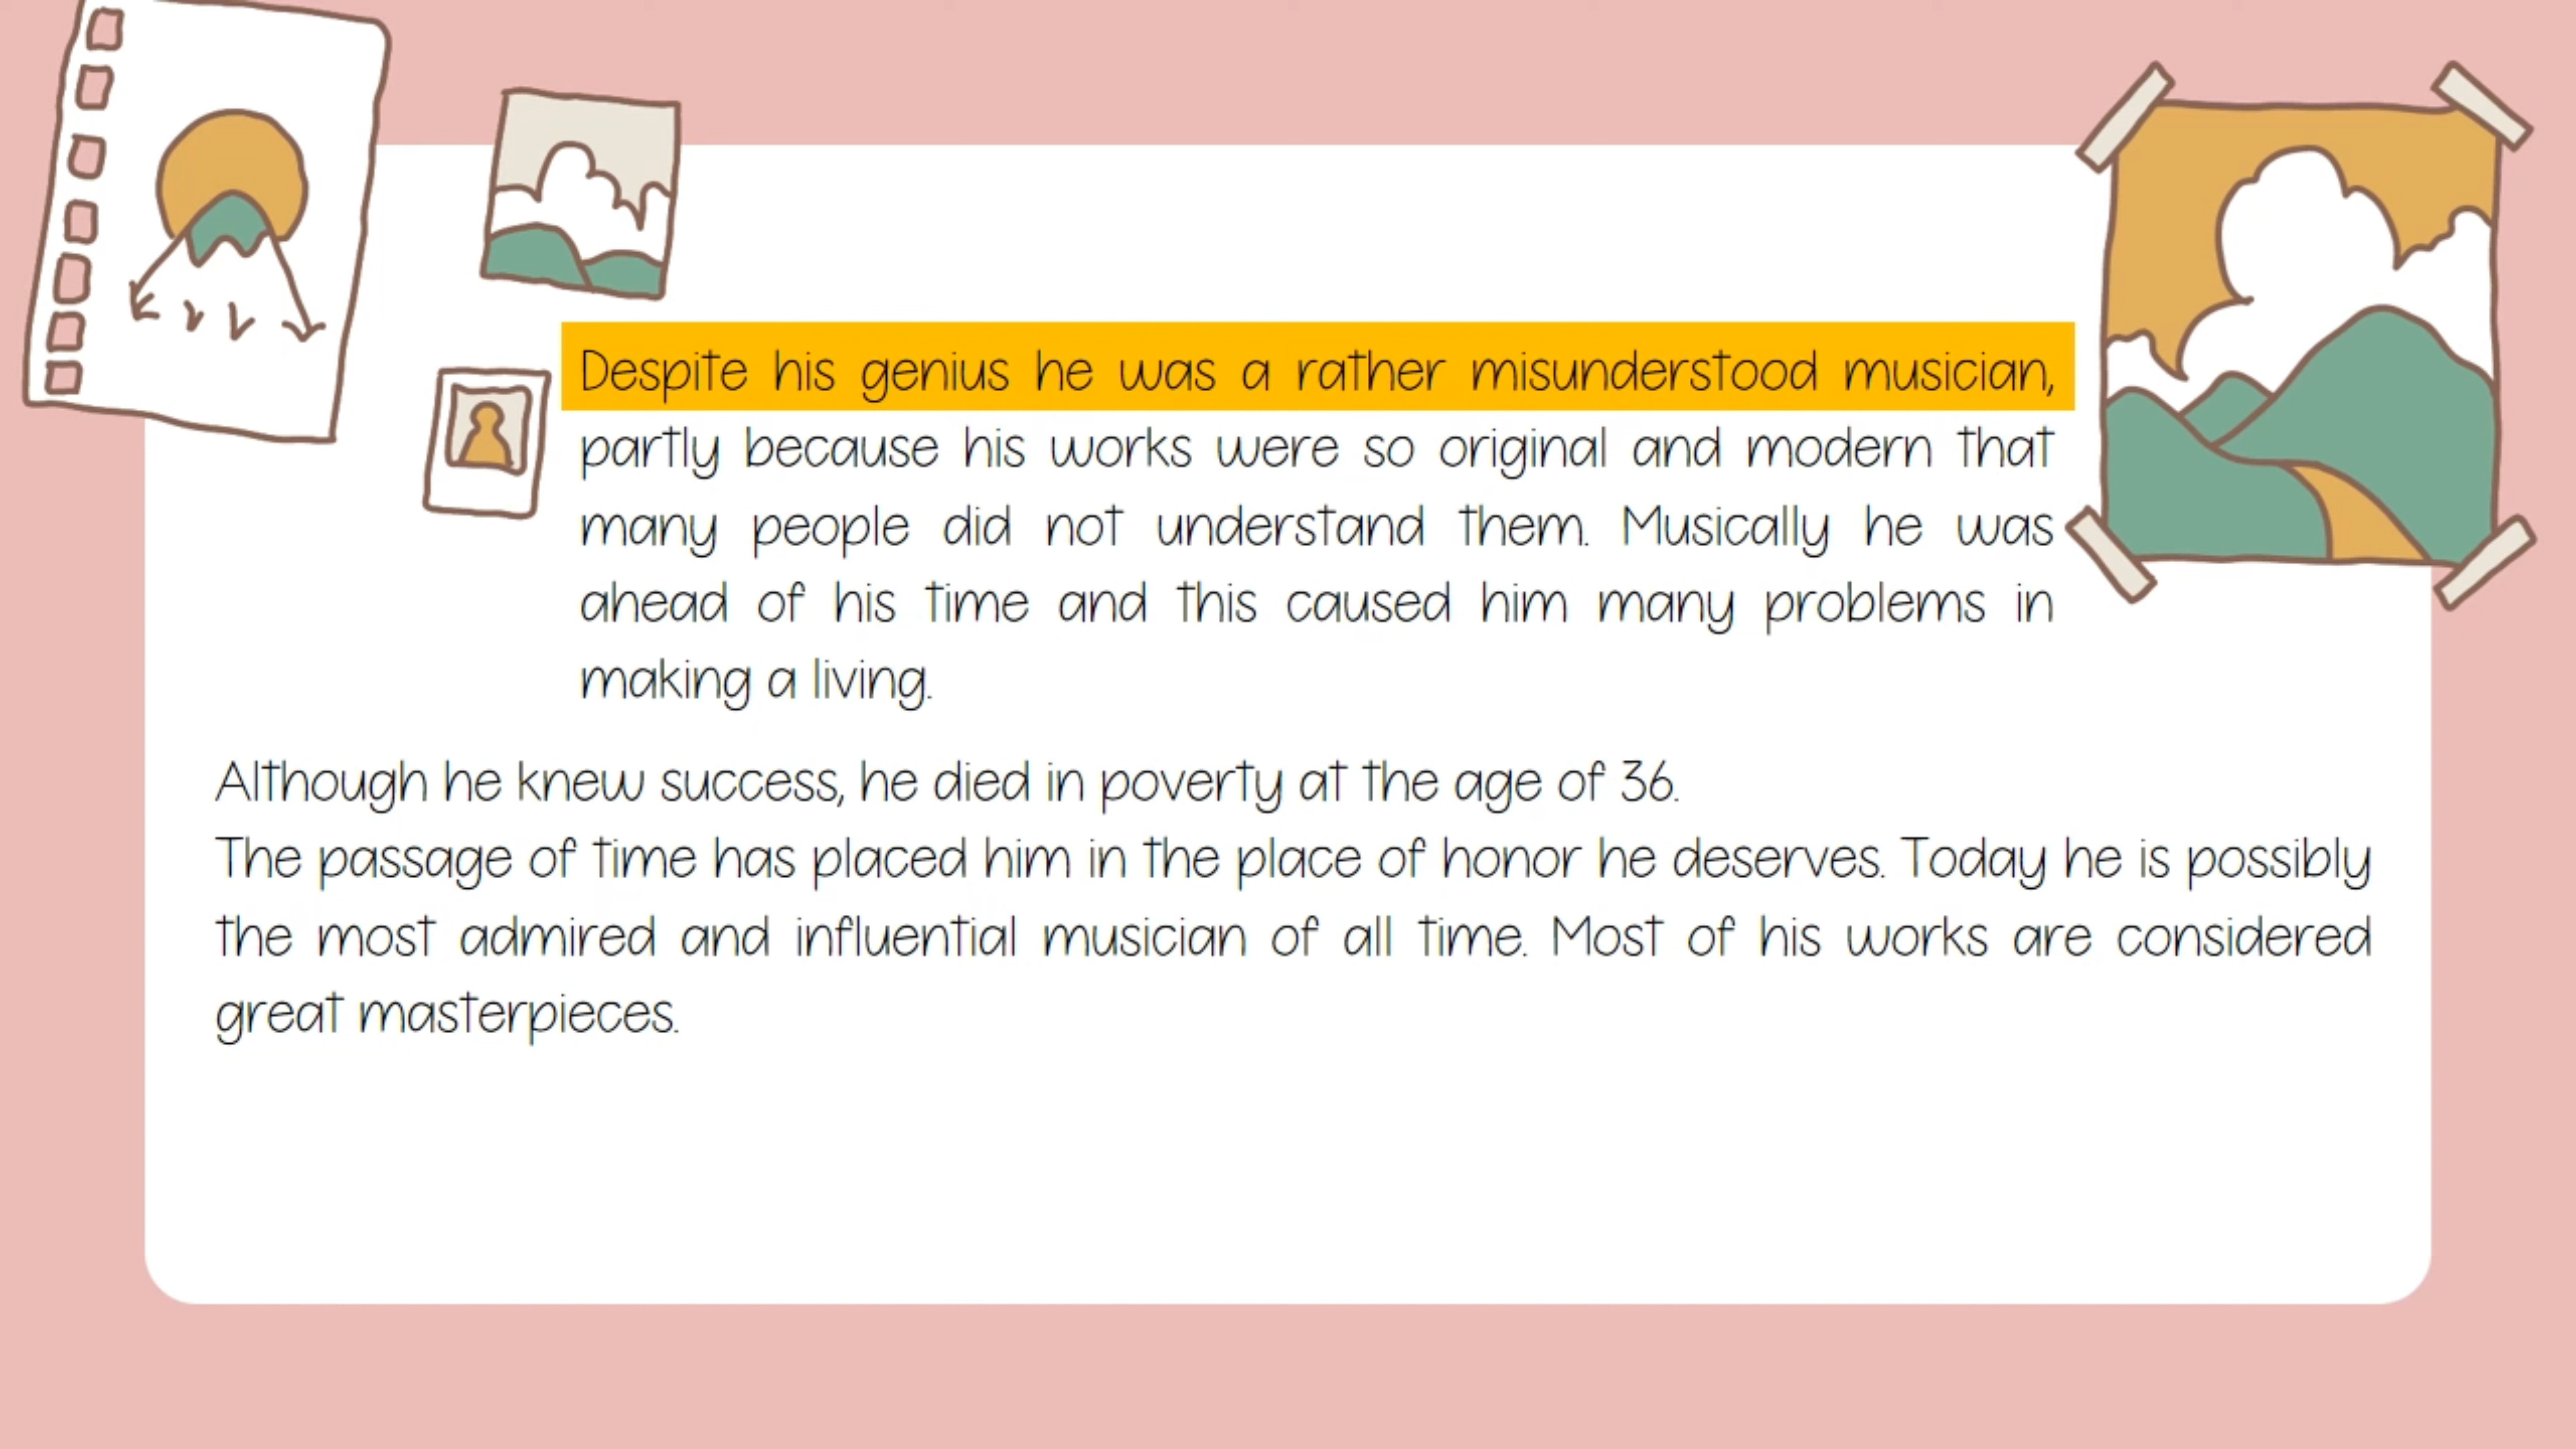 Despite his genius he was a rather misunderstood musician,
partly because his works were so original and modern that
many people did not understand them. Musically he was
ahead of his time and this caused him many problems in
making a living.
Although he knew success, he died in poverty at the age of 36.
The passage of time has placed him in the place of honor he deserves. Today he is possibly
the most admired and influential musician of all time. Most of his works are considered
great masterpieces.